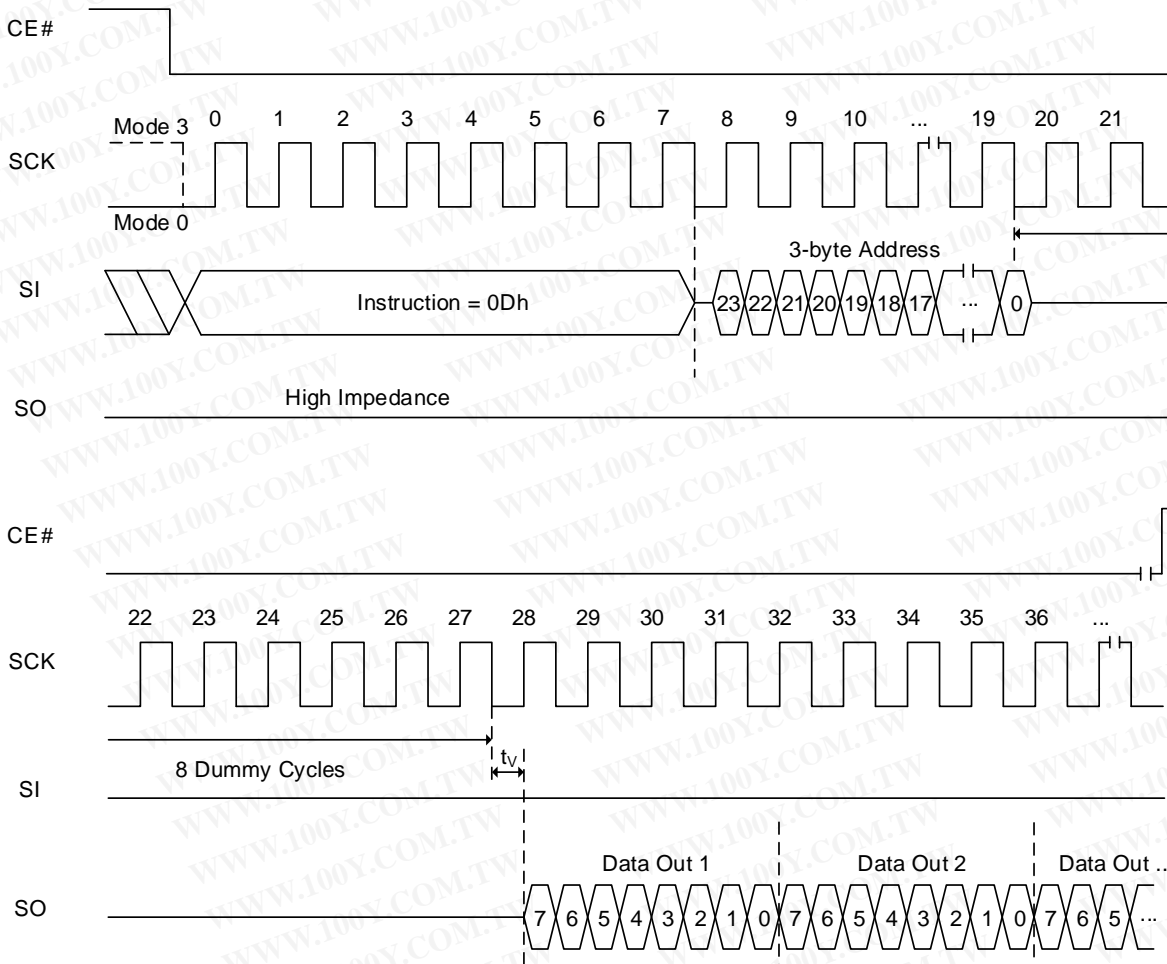 CE#
Mode 3 0 1 2 3 4 5 6 7 8 9 10 ... 19 20 21
SCK
Mode 0
3-byte Address
SI Instruction = 0Dh 23 22 21 20 19 18 17 ... 0
SO High Impedance
CE#
22 23 24 25 26 27 28 29 30 31 32 33 34 35 36 ...
SCK
8 Dummy Cycles tV
SI
Data Out 1 Data Out 2 Data Out ...
SO 7 6 5 4 3 2 1 0 7 6 5 4 3 2 1 0 7 6 5 ...
WWW.100Y.COM.TW